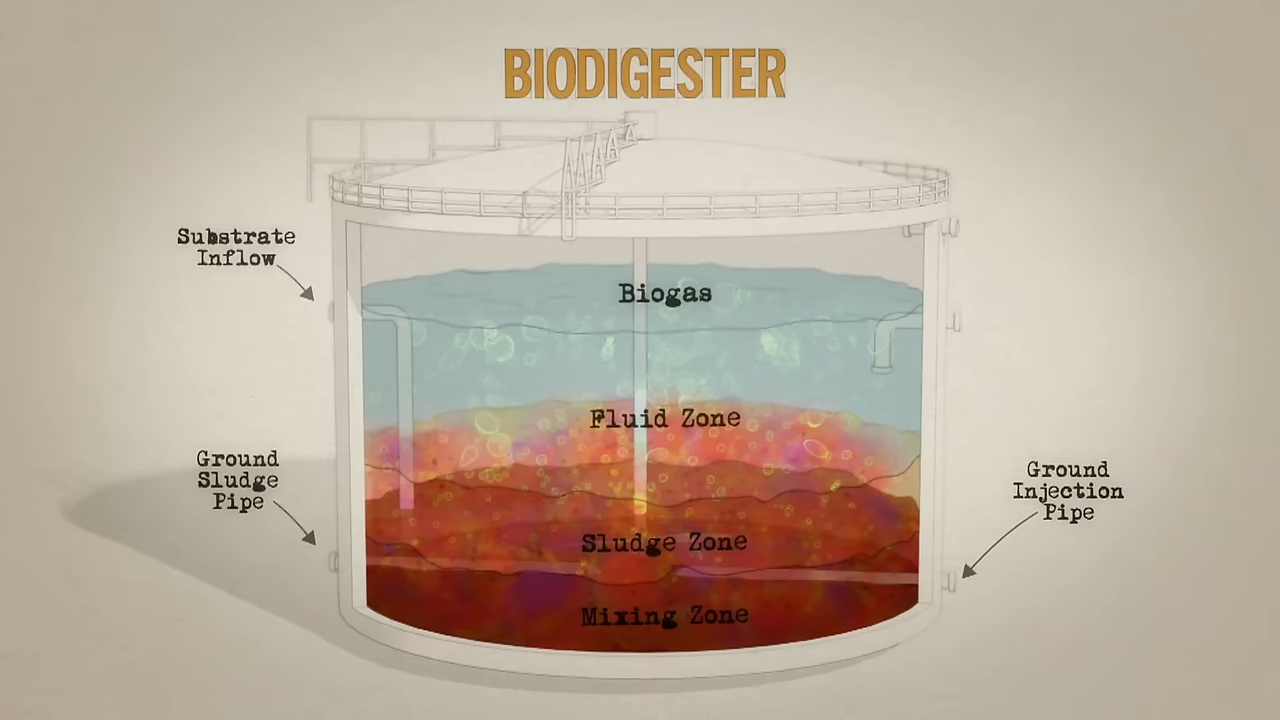 BIODIGESTER
Substrate
Inflow
Biogas
Fluid Zone
Ground
Sludge
Pipe
Ground
Injection
Pipe
Sludge Zone
Mixing Zone